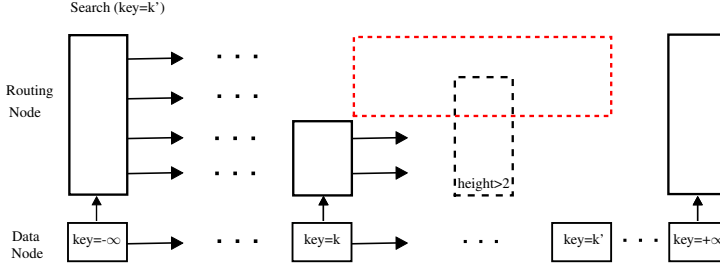 Search (key=k’)
Routing
Node
height>2
Data
Node
key=-∞
key=k
key=k’
key=+∞